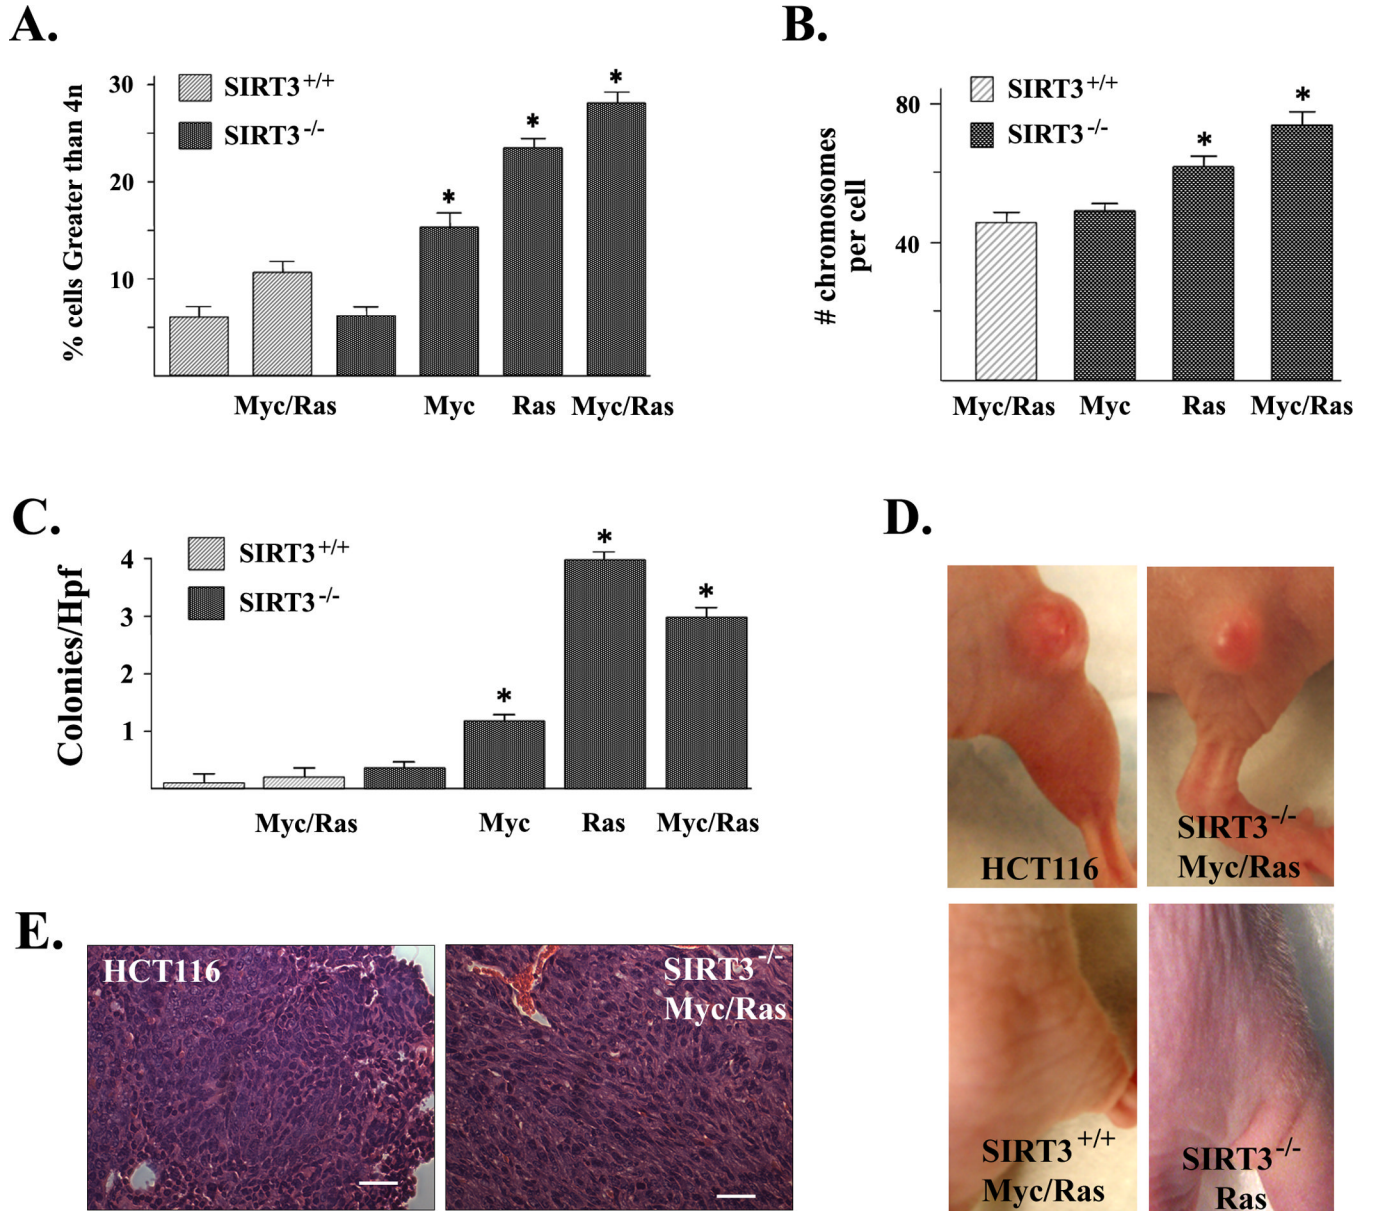 A.
% cells Greater than 4n
30
20
10
SIRT3+/+
SIRT3-/-
*
*
*
Myc/Ras
Myc
Ras
Myc/Ras
B.
# chromosomes
per cell
80
40
SIRT3+/+
SIRT3-/-
*
*
Myc/Ras
Myc
Ras
Myc/Ras
C.
Colonies/Hpf
4
3
2
1
SIRT3+/+
SIRT3-/-
*
*
*
Myc/Ras
Myc
Ras
Myc/Ras
D.
HCT116
SIRT3-/-
Myc/Ras
SIRT3+/+
Myc/Ras
SIRT3-/-
Ras
E.
HCT116
SIRT3-/-
Myc/Ras